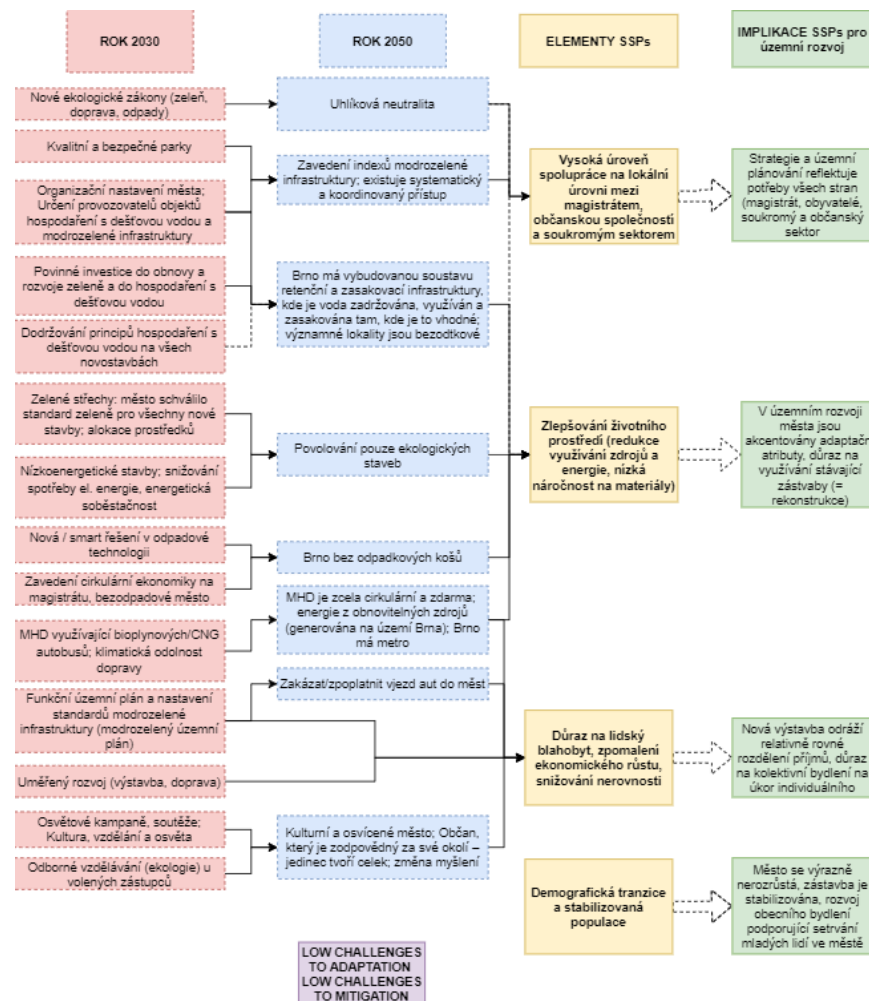 ROK 2030
Nové ekologické zákony (zeleň,
doprava, odpady)
Kvalitní a bezpečné parky
Organizační nastavení města;
Určení provozovatelů objektů
hospodaření s dešťovou vodou a
modrozelené infrastruktury
Povinné investice do obnovy a
rozvoje zeleně a do hospodaření s
dešťovou vodou
Dodržování principů hospodaření s
dešťovou vodou na všech
novostavbách
Zelené střechy: město schválilo
standard zeleně pro všechny nové
stavby; alokace prostředků
Nízkoenergetické stavby; snižování
spotřeby el. energie, energetická
soběstačnost
Nová / smart řešení v odpadové
technologii
Zavedení cirkulární ekonomiky na
magistrátu, bezodpadové město
MHD využívající bioplynových/CNG
autobusů; klimatická odolnost
dopravy
Funkční územní plán a nastavení
standardů modrozelené
infrastruktury (modrozelený územní
plán)
Uměřený rozvoj (výstavba, doprava)
Osvětové kampaně, soutěže;
Kultura, vzdělání a osvěta
Odborné vzdělávání (ekologie) u
volených zástupců
ROK 2050
Uhlíková neutralita
Zavedení indexů modrozelené
infrastruktury; existuje systematický
a koordinovaný přístup
Brno má vybudovanou soustavu
retenční a zasakovací infrastruktury,
kde je voda zadržována, využíván a
zasakována tam, kde je to vhodné;
významné lokality jsou bezodtkové
Povolování pouze ekologických
staveb
Brno bez odpadkových košů
MHD je zcela cirkulární a zdarma;
energie z obnovitelných zdrojů
(generována na území Brna); Brno
má metro
Zakázat/zpoplatnit vjezd aut do měst
Kulturní a osvícené město; Občan,
který je zodpovědný za své okolí –
jedinec tvoří celek; změna myšlení
LOW CHALLENGES
TO ADAPTATION
LOW CHALLENGES
TO MITIGATION
ELEMENTY SSPs
Vysoká úroveň
spolupráce na lokální
úrovni mezi
magistrátem,
občanskou společností
a soukromým sektorem
Zlepšování životního
prostředí (redukce
využívání zdrojů a
energie, nízká
náročnost na materiály)
Důraz na lidský
blahobyt, zpomalení
ekonomického růstu,
snižování nerovnosti
Demografická tranzice
a stabilizovaná
populace
IMPLIKACE SSPs pro
územní rozvoj
Strategie a územní
plánování reflektuje
potřeby všech stran
(magistrát, obyvatelé,
soukromý a občanský
sektor
V územním rozvoji
města jsou
akcentovány adaptační
atributy, důraz na
využívání stávající
zástvaby (=
rekonstrukce)
Nová výstavba odráží
relativně rovné
rozdělení příjmů, důraz
na kolektivní bydlení na
úkor individuálního
Město se výrazně
nerozrůstá, zástavba je
stabilizována, rozvoj
obecního bydlení
podporující setrvání
mladých lidí ve městě